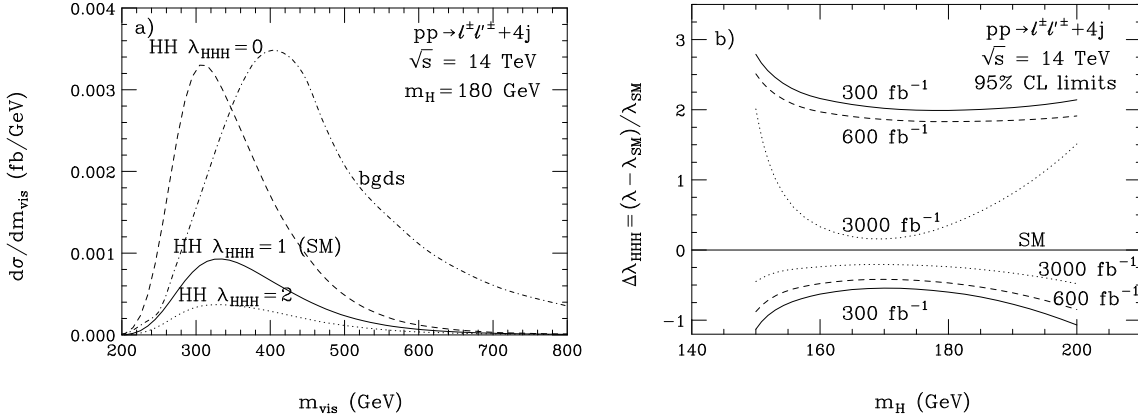 a)
HH λHHH=0
pp→ℓ±ℓ′±+4j
√s = 14 TeV
mH=180 GeV
bgds
HH λHHH=1 (SM)
HH λHHH=2
0.004
0.003
0.002
0.001
0.000
200 300 400 500 600 700 800
dσ/dmvis (fb/GeV)
mvis (GeV)
b)
pp→ℓ±ℓ′±+4j
√s = 14 TeV
95% CL limits
300 fb−1
600 fb−1
3000 fb−1
SM
3000 fb−1
600 fb−1
300 fb−1
3
2
1
0
−1
140 160 180 200
ΔλHHH=(λ−λSM)/λSM
mH (GeV)